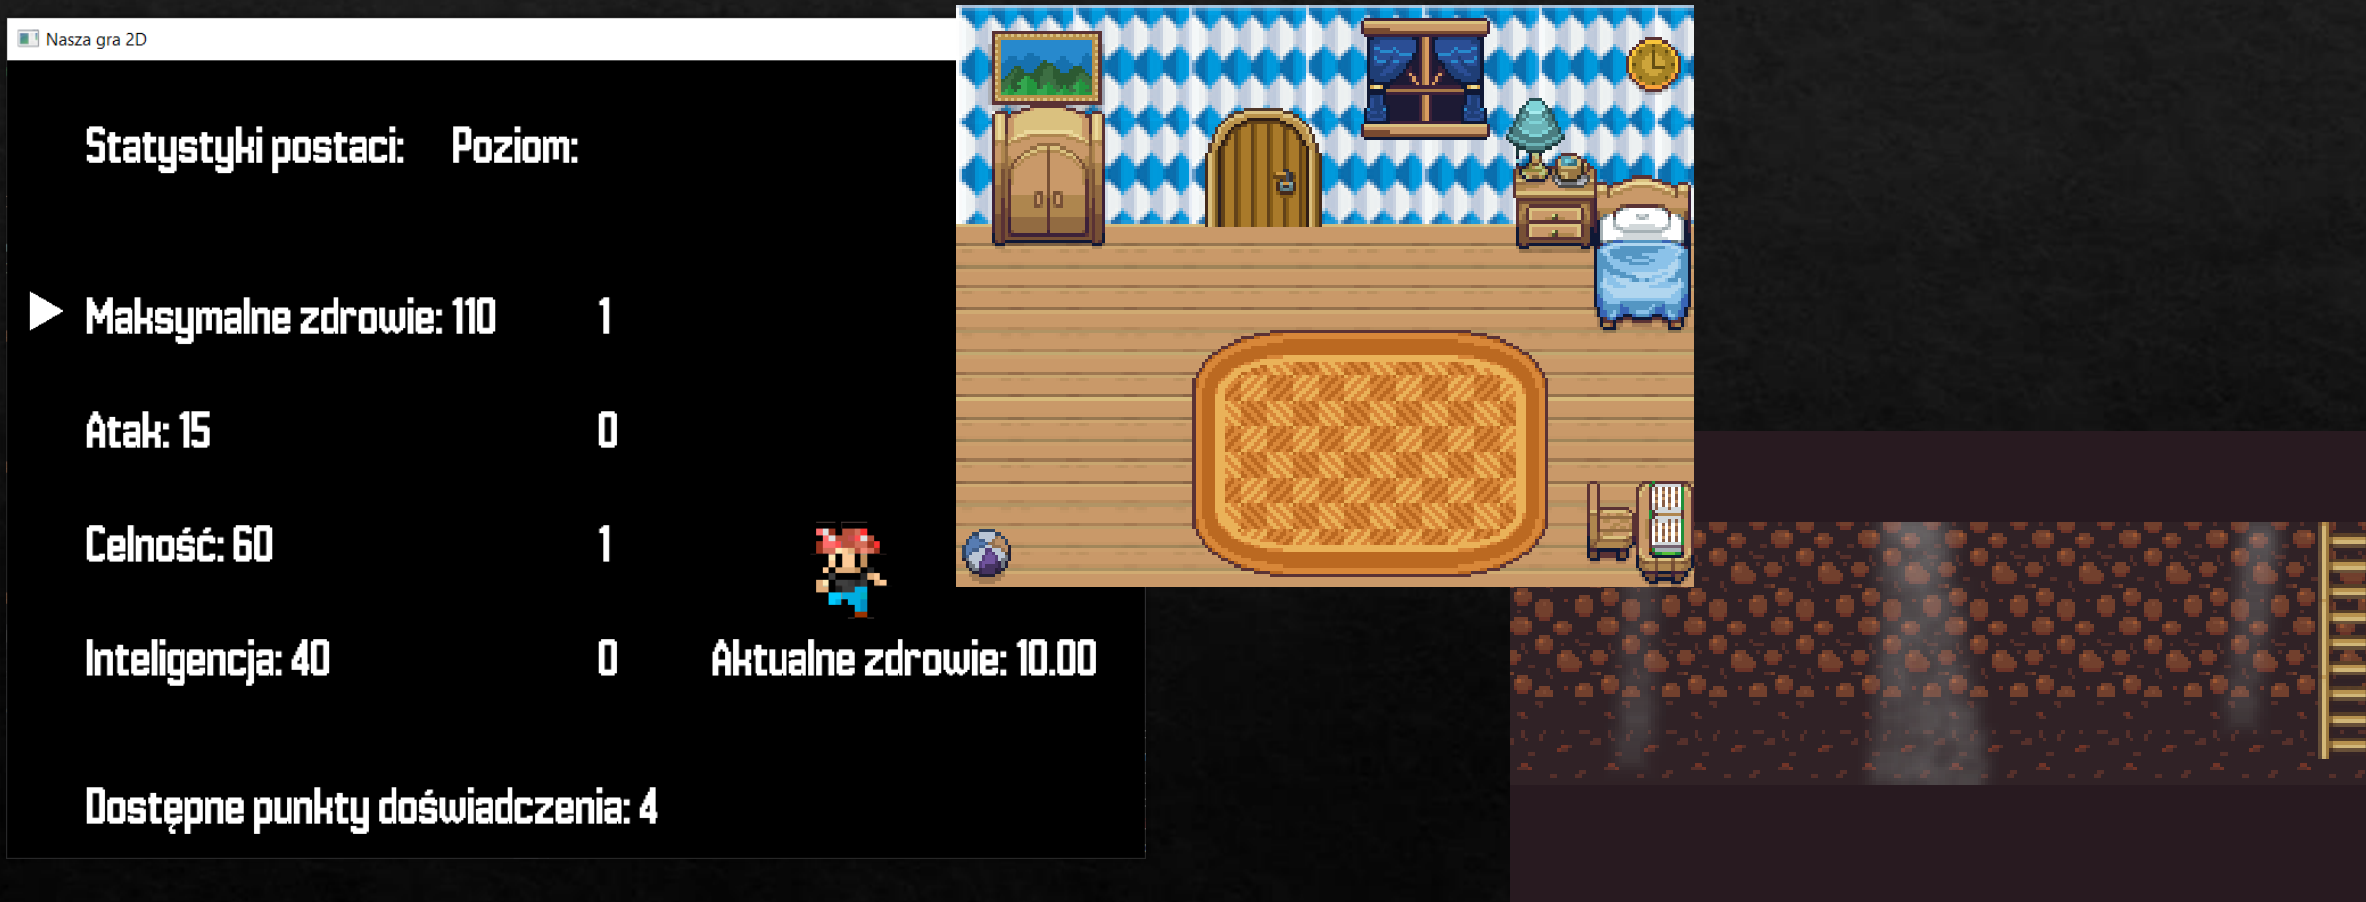 Nasza gra 2D
Statystyki postaci: Poziom:
Maksymalne zdrowie: 110 1
Atak: 15 0
Celność: 60 1
Inteligencja: 40 0 Aktualne zdrowie: 10.00
Dostępne punkty doświadczenia: 4